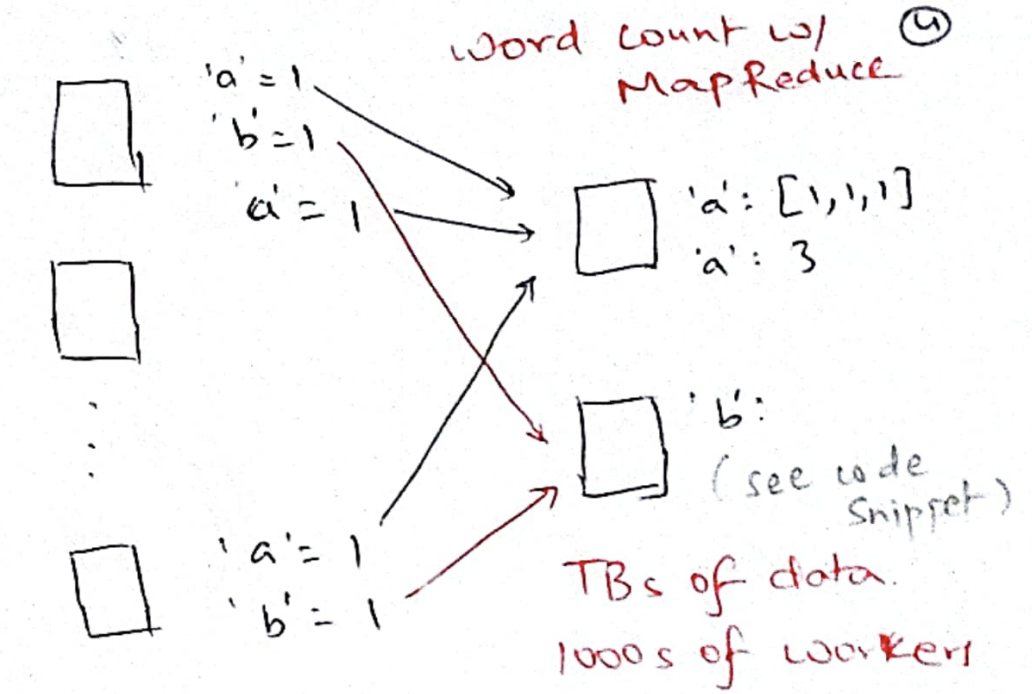 word count w/ ④
MapReduce
'a' = 1
'b' = 1
'a' = 1
'a': [1,1,1]
'a': 3
'b':
(see code
snippet)
'a' = 1
'b' = 1
TBs of data.
1000s of workers